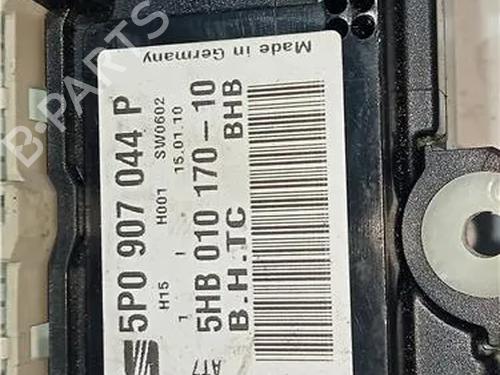 5P0 907 044 P
H15 H001 SW0602
1 I 15.01.10
5HB 010 170-10
B.H.TC BHB
Made in Germany
B-PARTS